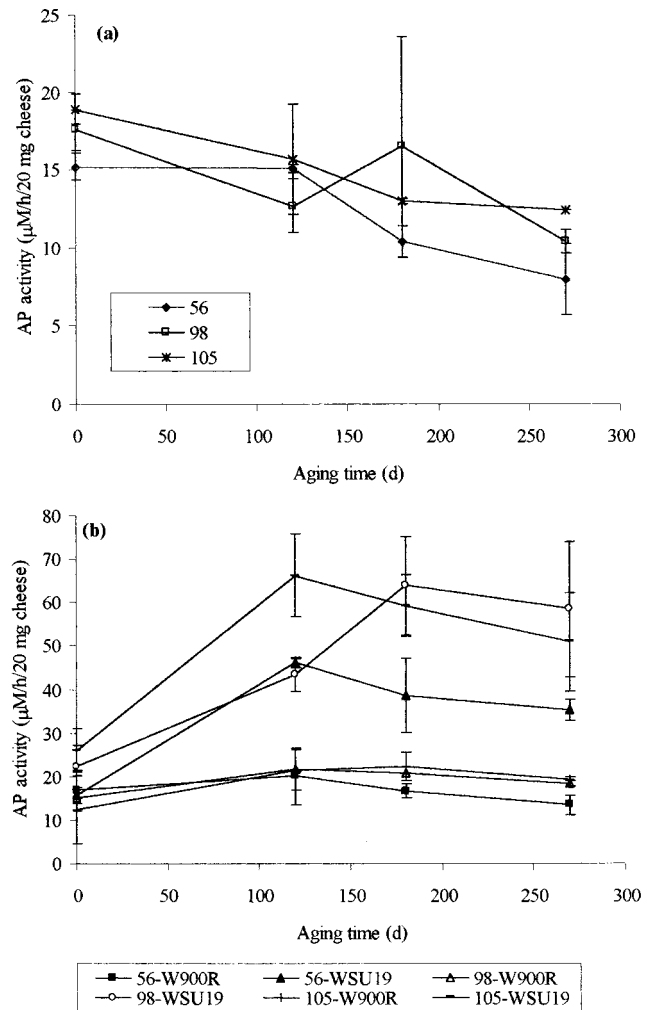 (a)
25
20
15
10
5
0
AP activity (µM/h/20 mg cheese)
56
98
105
0 50 100 150 200 250 300
Aging time (d)
(b)
80
70
60
50
40
30
20
10
0
AP activity (µM/h/20 mg cheese)
0 50 100 150 200 250 300
Aging time (d)
56-W900R 56-WSU19 98-W900R
98-WSU19 105-W900R 105-WSU19